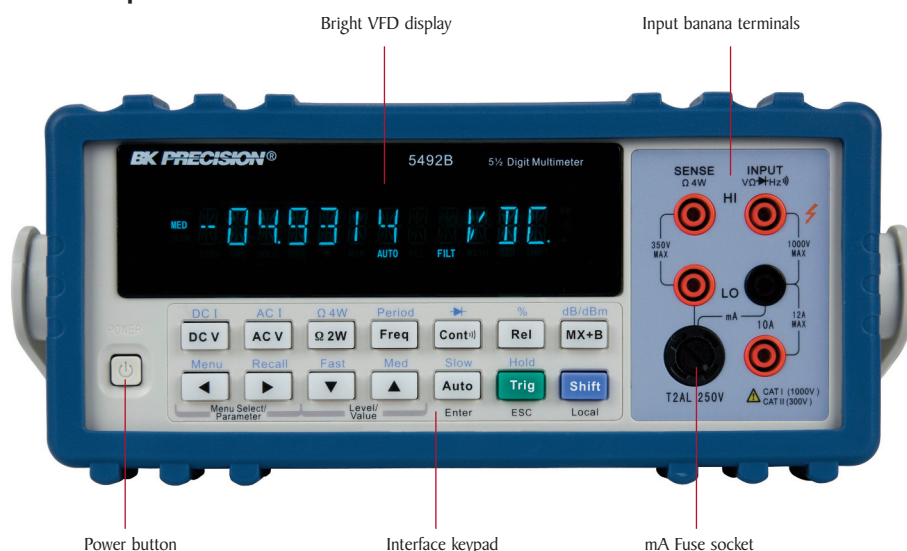 Bright VFD display
Input banana terminals
BK PRECISION®
5492B
5½ Digit Multimeter
MED -04.9314 VDC.
AUTO FILT
SENSE
Ω 4W
INPUT
VΩ Hz
HI
350V
MAX
1000V
MAX
LO
mA
10A
12A
MAX
T2AL 250V
CAT I (1000V)
CAT II (300V)
POWER
DC I AC I Ω 4W Period % dB/dBm
DC V AC V Ω 2W Freq Cont Rel MX+B
Menu Recall Fast Med Slow Hold
◀ ▶ ▼ ▲ Auto Trig Shift
Menu Select/
Parameter
Level/
Value
Enter ESC Local
Power button
Interface keypad
mA Fuse socket